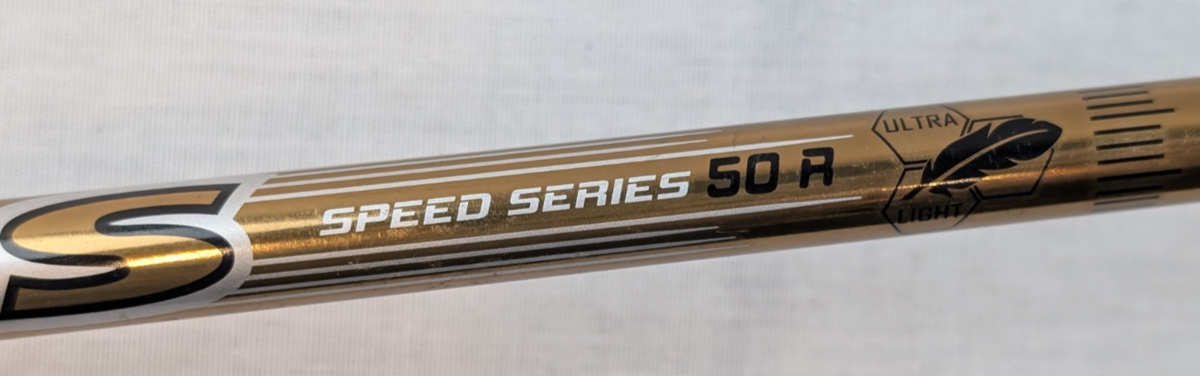 S
SPEED SERIES 50 R
ULTRA
LIGHT